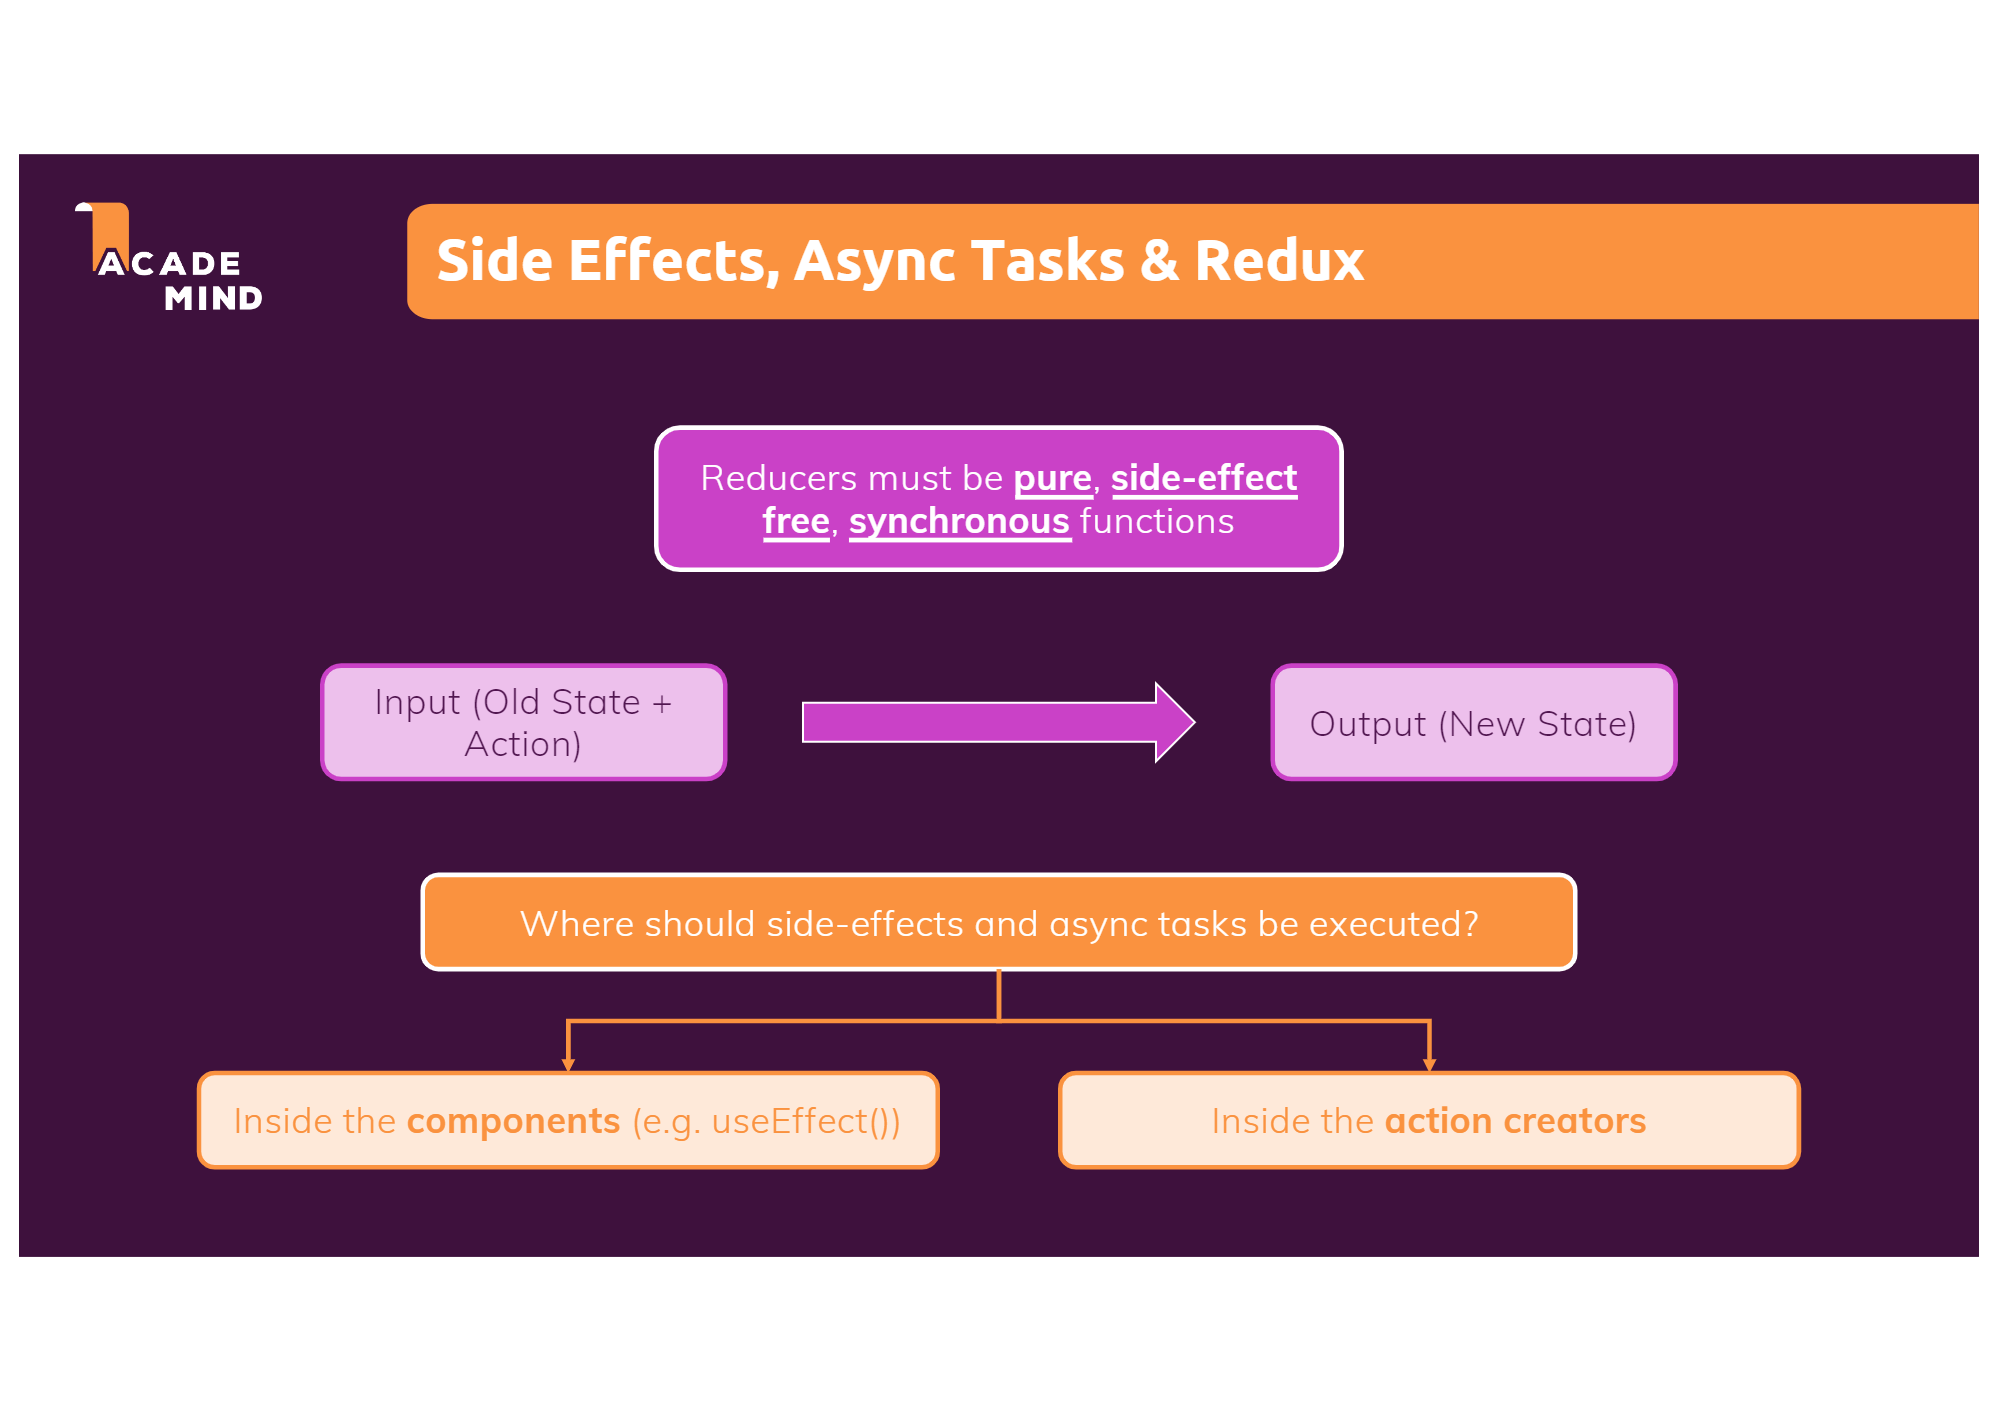 ACADE
MIND
Side Effects, Async Tasks & Redux
Reducers must be pure, side-effect
free, synchronous functions
Input (Old State +
Action)
Output (New State)
Where should side-effects and async tasks be executed?
Inside the components (e.g. useEffect())
Inside the action creators